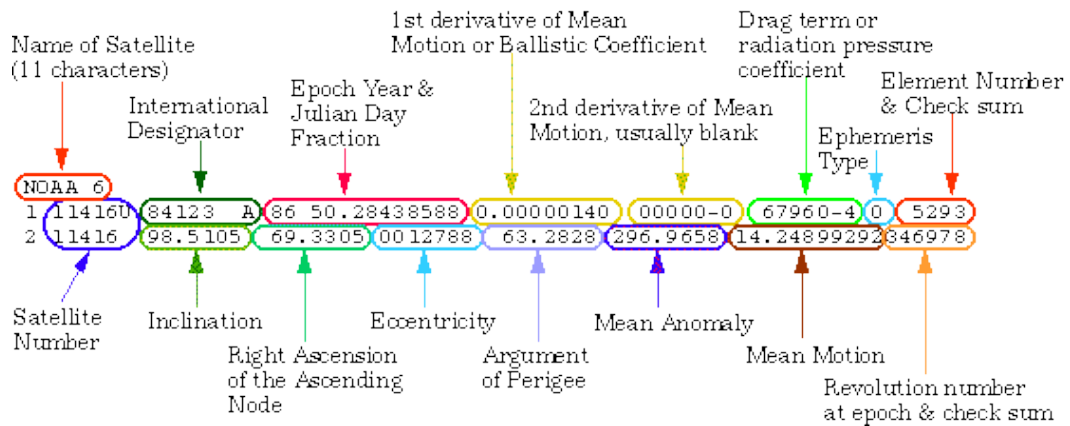 Name of Satellite
(11 characters)
International
Designator
Epoch Year &
Julian Day
Fraction
1st derivative of Mean
Motion or Ballistic Coefficient
2nd derivative of Mean
Motion, usually blank
Drag term or
radiation pressure
coefficient
Ephemeris
Type
Element Number
& Check sum
NOAA 6
1 11416U 84123 A 86 50.28438588 0.00000140 00000-0 67960-4 0 5293
2 11416 98.5105 69.3305 0012788 63.2828 296.9658 14.24899292346978
Satellite
Number
Inclination
Right Ascension
of the Ascending
Node
Eccentricity
Argument
of Perigee
Mean Anomaly
Mean Motion
Revolution number
at epoch & check sum